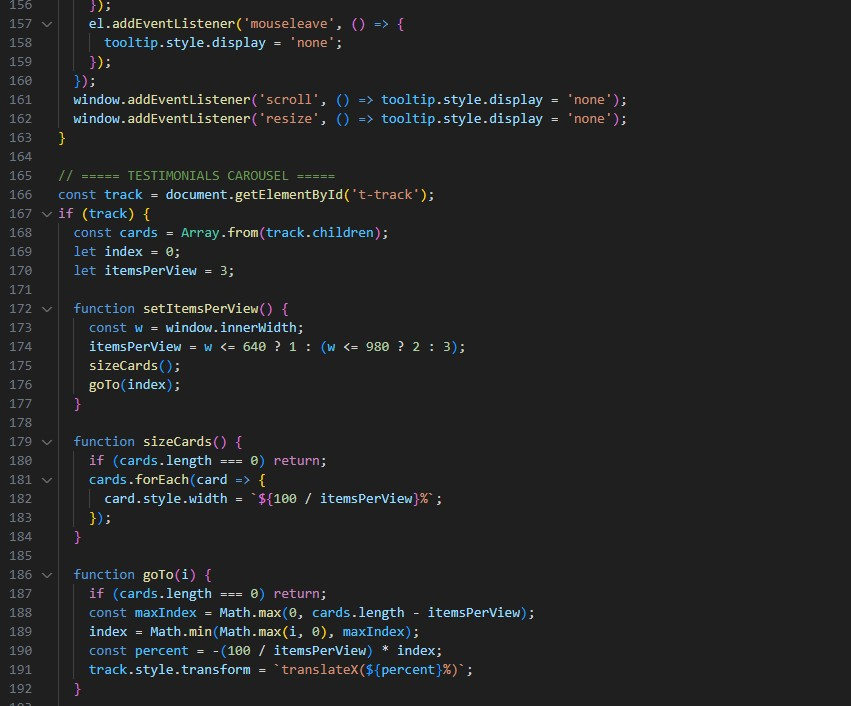 156 });
157 el.addEventListener('mouseleave', () => {
158 tooltip.style.display = 'none';
159 });
160 });
161 window.addEventListener('scroll', () => tooltip.style.display = 'none');
162 window.addEventListener('resize', () => tooltip.style.display = 'none');
163 }
164
165 // ===== TESTIMONIALS CAROUSEL =====
166 const track = document.getElementById('t-track');
167 if (track) {
168 const cards = Array.from(track.children);
169 let index = 0;
170 let itemsPerView = 3;
171
172 function setItemsPerView() {
173 const w = window.innerWidth;
174 itemsPerView = w <= 640 ? 1 : (w <= 980 ? 2 : 3);
175 sizeCards();
176 goTo(index);
177 }
178
179 function sizeCards() {
180 if (cards.length === 0) return;
181 cards.forEach(card => {
182 card.style.width = `${100 / itemsPerView}%`;
183 });
184 }
185
186 function goTo(i) {
187 if (cards.length === 0) return;
188 const maxIndex = Math.max(0, cards.length - itemsPerView);
189 index = Math.min(Math.max(i, 0), maxIndex);
190 const percent = -(100 / itemsPerView) * index;
191 track.style.transform = `translateX(${percent}%)`;
192 }